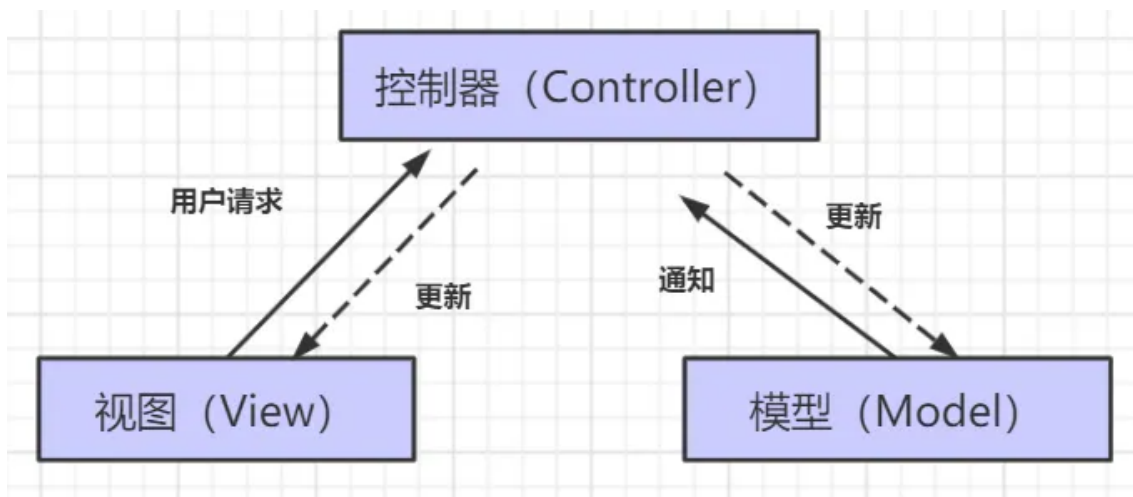 控制器（Controller）
用户请求
更新
更新
通知
视图（View）
模型（Model）